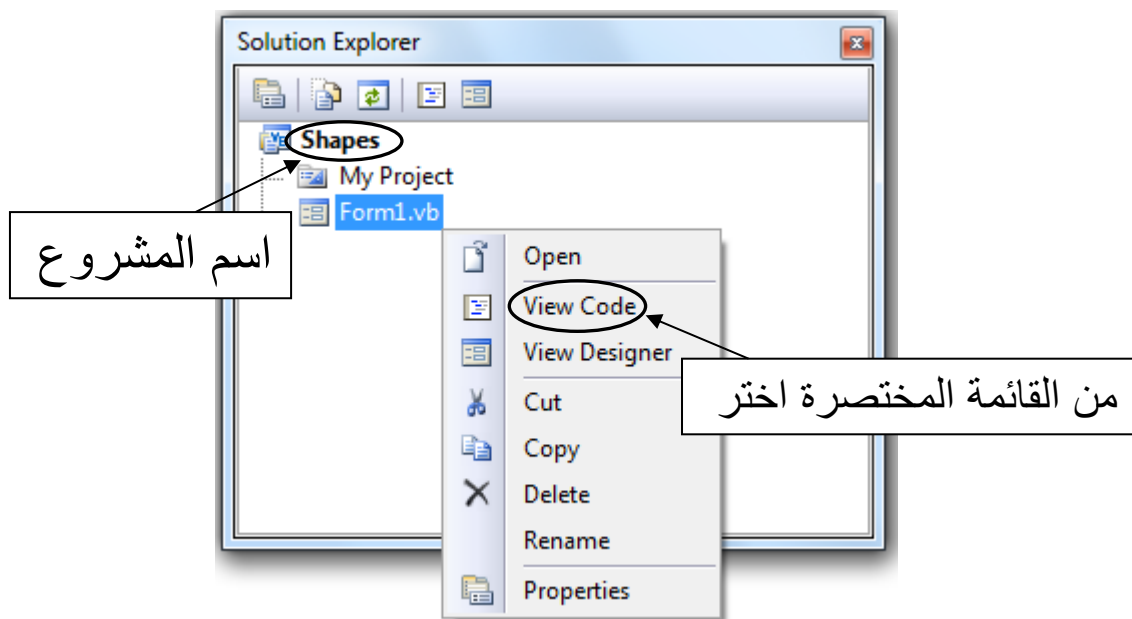 Solution Explorer
Shapes
My Project
Form1.vb
اسم المشروع
Open
View Code
View Designer
من القائمة المختصرة اختر
Cut
Copy
Delete
Rename
Properties